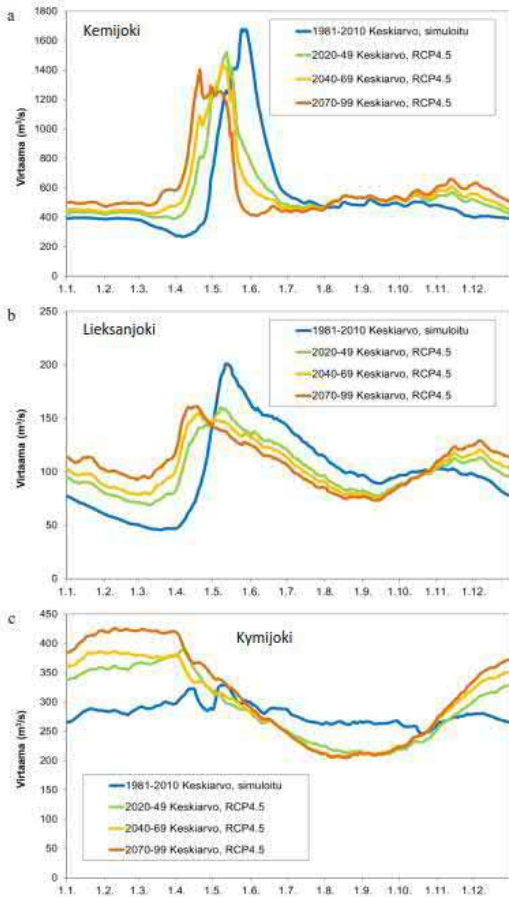 a
Kemijoki
1981-2010 Keskiarvo, simuloitu
2020-49 Keskiarvo, RCP4.5
2040-69 Keskiarvo, RCP4.5
2070-99 Keskiarvo, RCP4.5
Virtaama (m³/s)
1800
1600
1400
1200
1000
800
600
400
200
0
1.1. 1.2. 1.3. 1.4. 1.5. 1.6. 1.7. 1.8. 1.9. 1.10. 1.11. 1.12.
b
Lieksanjoki
1981-2010 Keskiarvo, simuloitu
2020-49 Keskiarvo, RCP4.5
2040-69 Keskiarvo, RCP4.5
2070-99 Keskiarvo, RCP4.5
Virtaama (m³/s)
250
200
150
100
50
0
1.1. 1.2. 1.3. 1.4. 1.5. 1.6. 1.7. 1.8. 1.9. 1.10. 1.11. 1.12.
c
Kymijoki
Virtaama (m³/s)
450
400
350
300
250
200
150
100
50
0
1981-2010 Keskiarvo, simuloitu
2020-49 Keskiarvo, RCP4.5
2040-69 Keskiarvo, RCP4.5
2070-99 Keskiarvo, RCP4.5
1.1. 1.2. 1.3. 1.4. 1.5. 1.6. 1.7. 1.8. 1.9. 1.10. 1.11. 1.12.